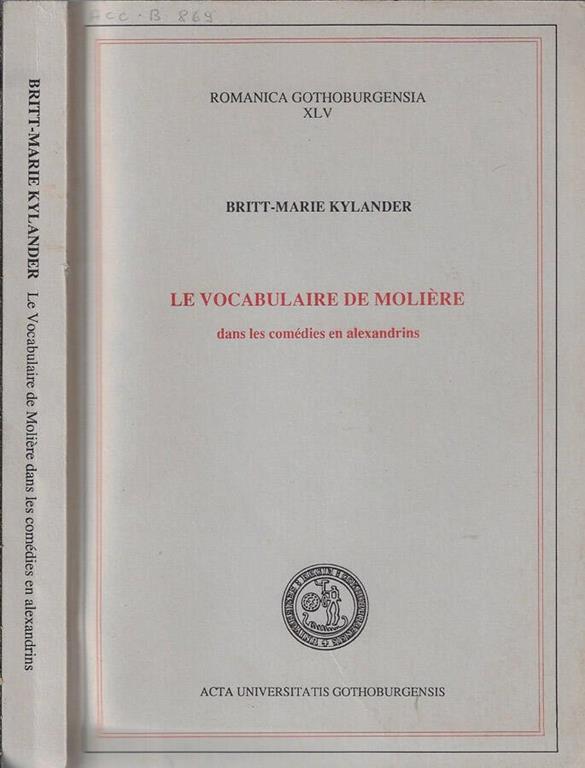 ACC. B 869
ROMANICA GOTHOBURGENSIA
XLV
BRITT-MARIE KYLANDER
LE VOCABULAIRE DE MOLIÈRE
dans les comédies en alexandrins
ACTA UNIVERSITATIS GOTHOBURGENSIS
BRITT-MARIE KYLANDER Le Vocabulaire de Molière dans les comédies en alexandrins